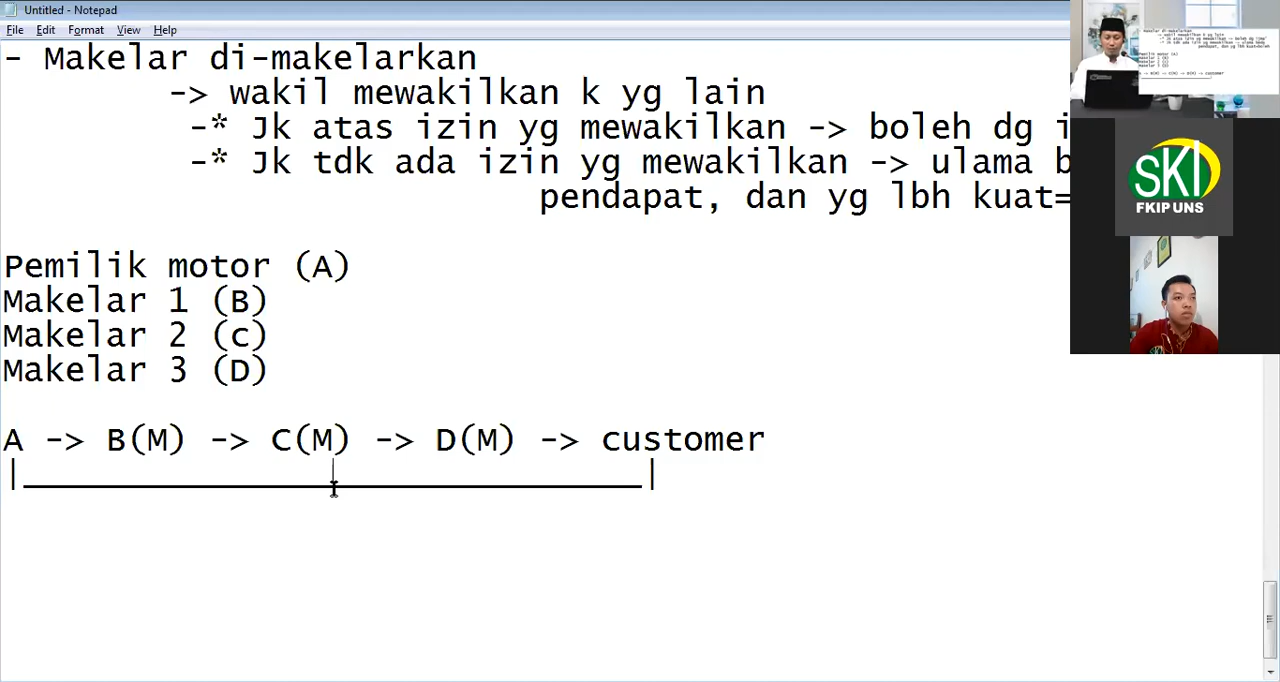 Untitled - Notepad
File Edit Format View Help
- Makelar di-makelarkan
-> wakil mewakilkan k yg lain
-* Jk atas izin yg mewakilkan -> boleh dg i
-* Jk tdk ada izin yg mewakilkan -> ulama b
pendapat, dan yg lbh kuat=
Pemilik motor (A)
Makelar 1 (B)
Makelar 2 (c)
Makelar 3 (D)
A -> B(M) -> C(M) -> D(M) -> customer
|_______________________________|
SKI
FKIP UNS